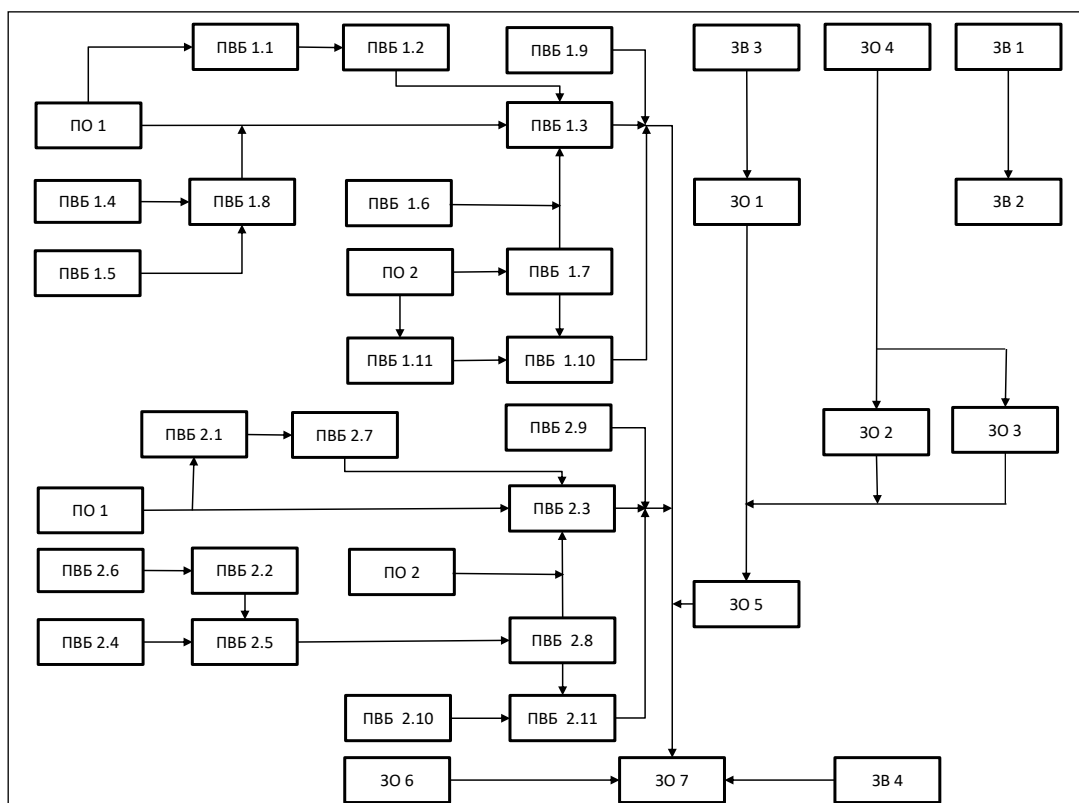 ПВБ 1.1
ПВБ 1.2
ПВБ 1.9
ЗВ 3
ЗО 4
ЗВ 1
ПО 1
ПВБ 1.3
ПВБ 1.4
ПВБ 1.8
ПВБ 1.6
ЗО 1
ЗВ 2
ПВБ 1.5
ПО 2
ПВБ 1.7
ПВБ 1.11
ПВБ 1.10
ПВБ 2.1
ПВБ 2.7
ПВБ 2.9
ЗО 2
ЗО 3
ПО 1
ПВБ 2.3
ПВБ 2.6
ПВБ 2.2
ПО 2
ЗО 5
ПВБ 2.4
ПВБ 2.5
ПВБ 2.8
ПВБ 2.10
ПВБ 2.11
ЗО 6
ЗО 7
ЗВ 4